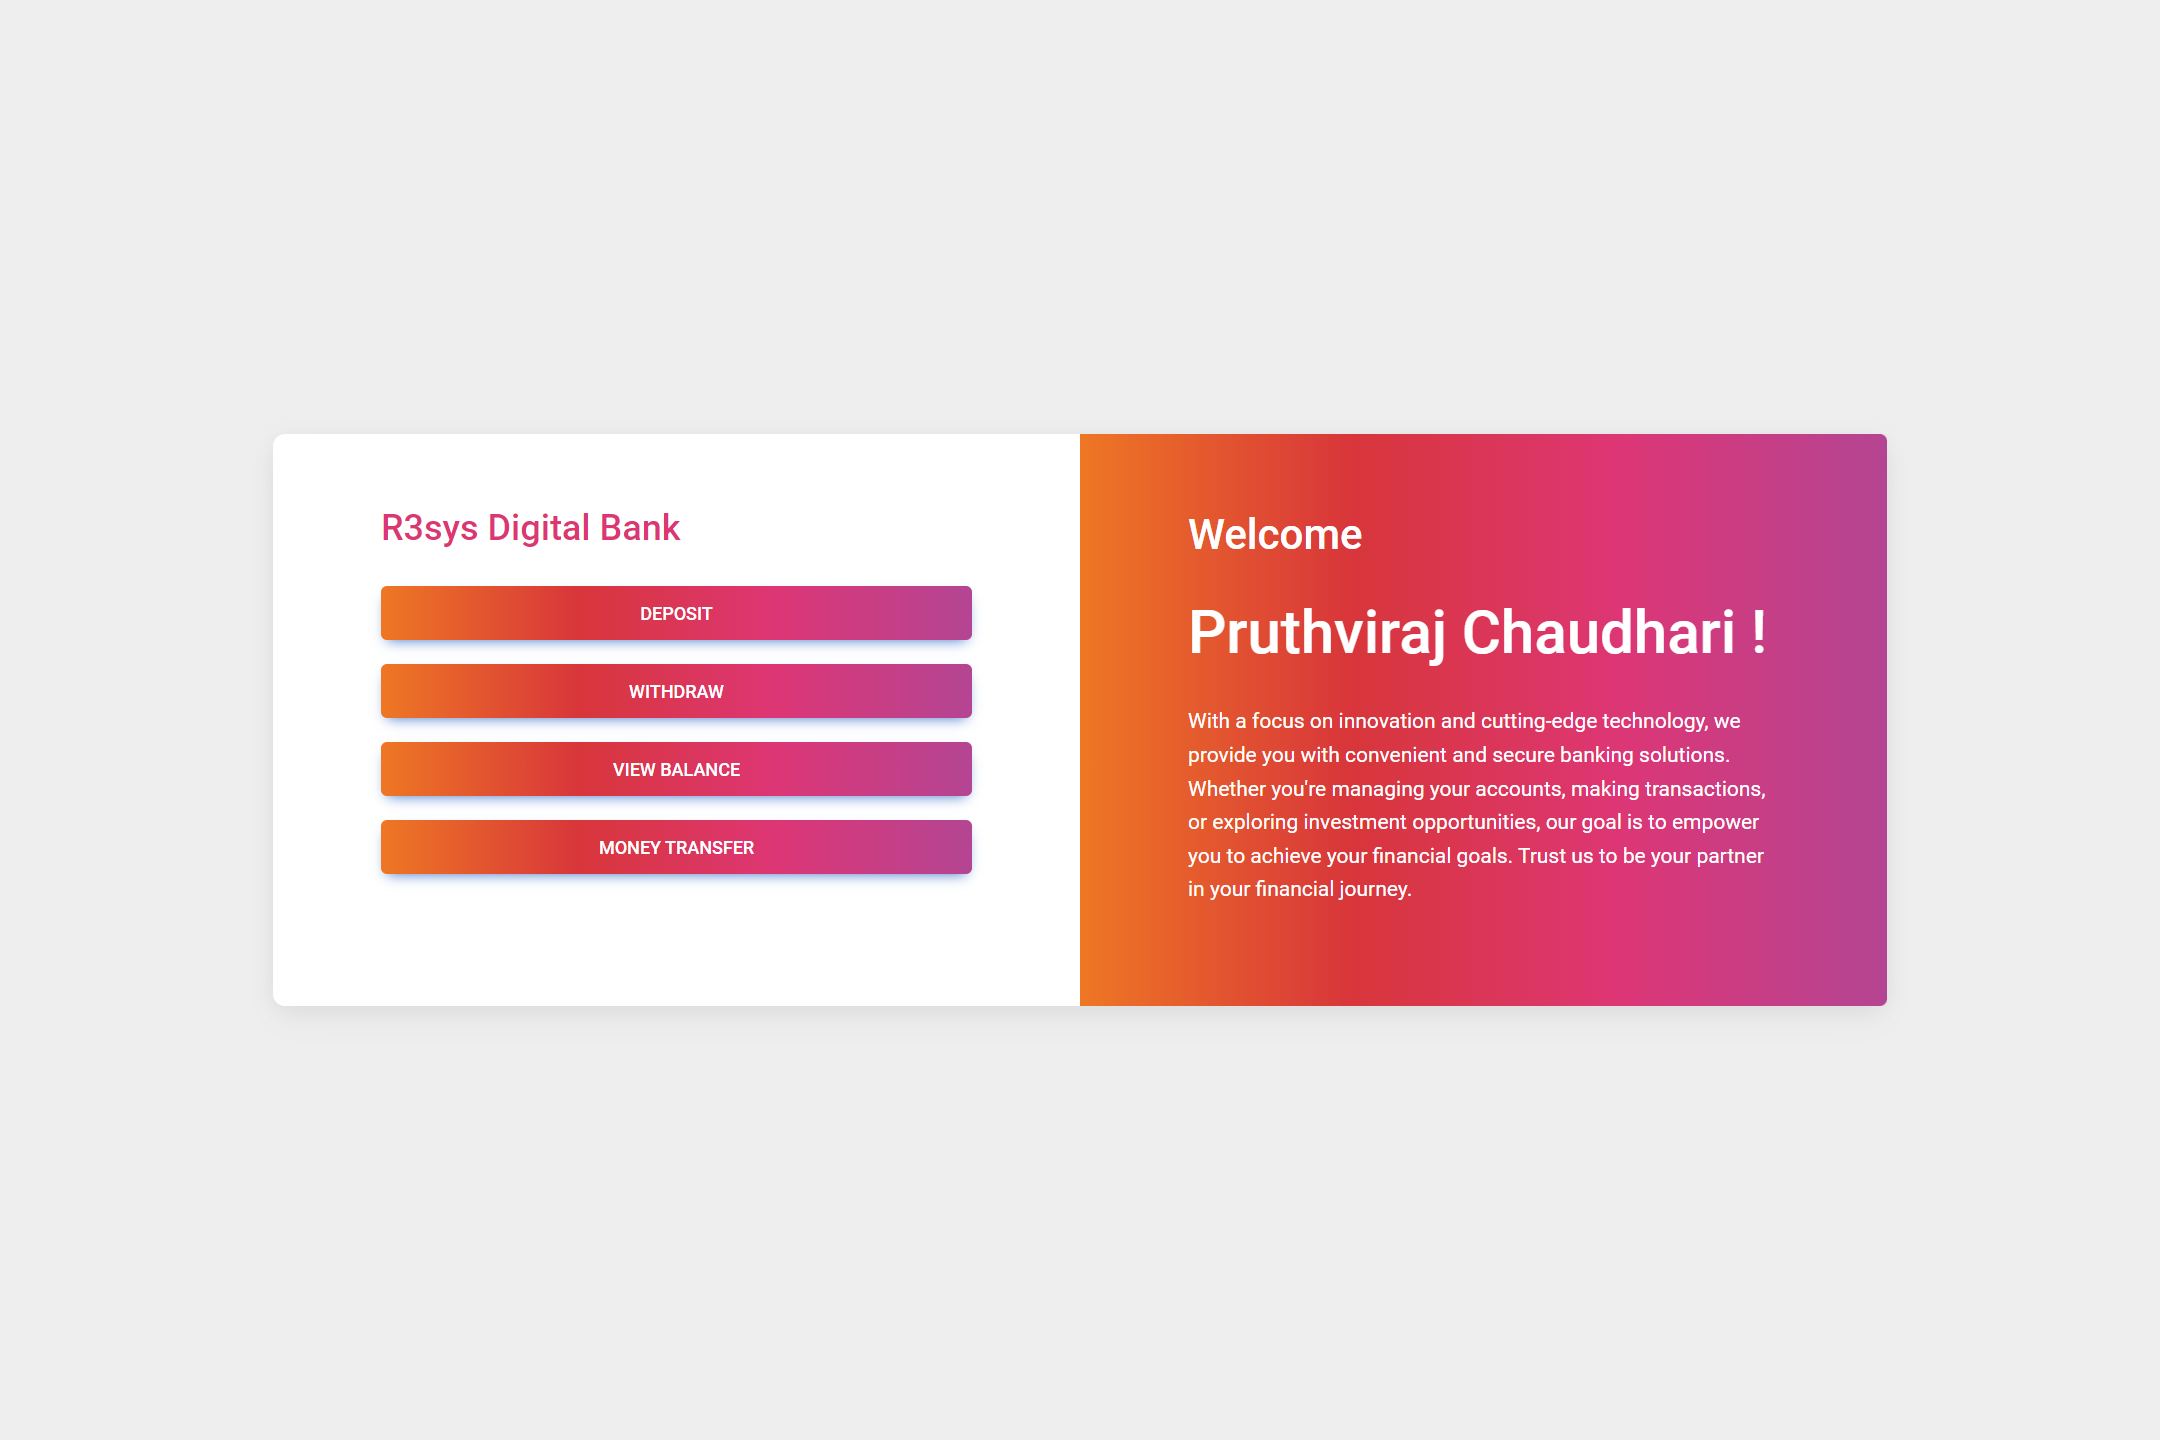 R3sys Digital Bank
DEPOSIT
WITHDRAW
VIEW BALANCE
MONEY TRANSFER
Welcome
Pruthviraj Chaudhari !
With a focus on innovation and cutting-edge technology, we
provide you with convenient and secure banking solutions.
Whether you're managing your accounts, making transactions,
or exploring investment opportunities, our goal is to empower
you to achieve your financial goals. Trust us to be your partner
in your financial journey.